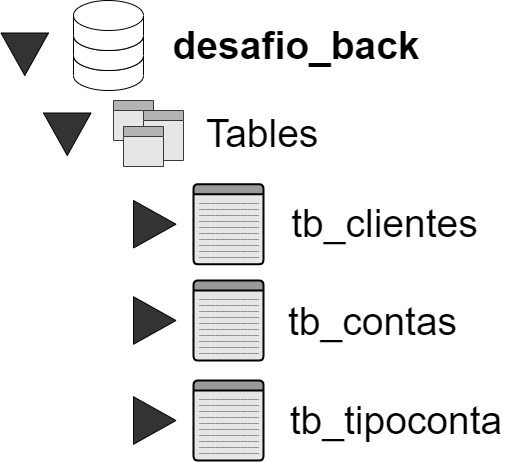 desafio_back
Tables
tb_clientes
tb_contas
tb_tipoconta